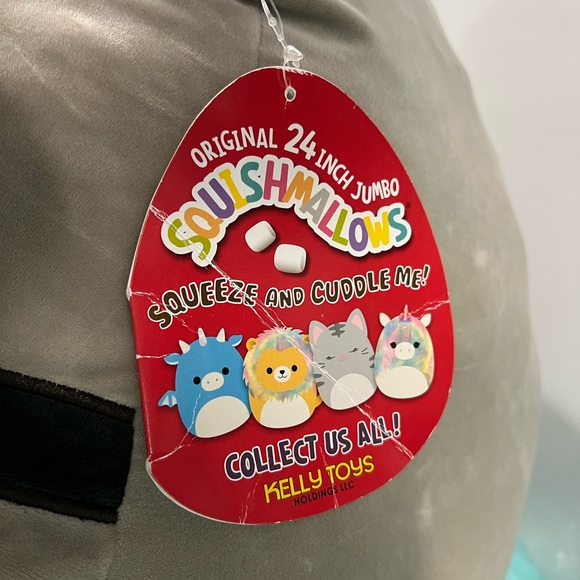 ORIGINAL 24 INCH JUMBO
SQUISHMALLOWS®
SQUEEZE AND CUDDLE ME!
COLLECT US ALL!
KELLY TOYS
HOLDINGS LLC